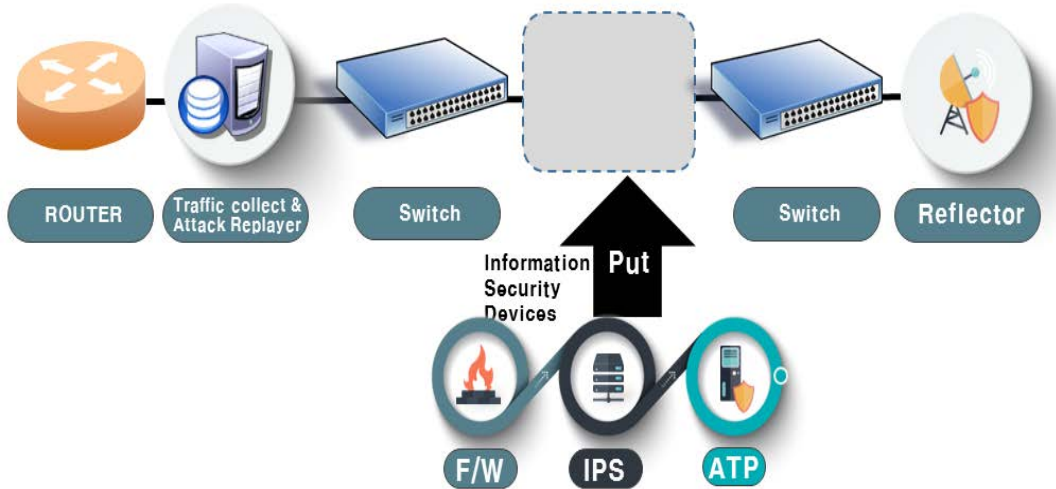 ROUTER
Traffic collect &
Attack Replayer
Switch
Switch
Reflector
Information
Security
Devices
Put
F/W
IPS
ATP